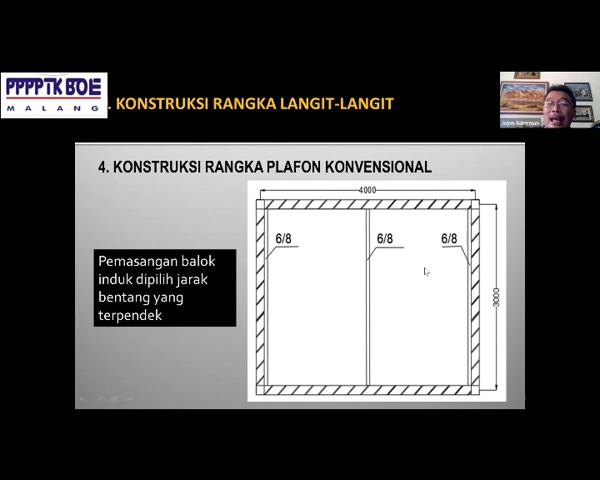 PPPPTK BOE
MALANG
. KONSTRUKSI RANGKA LANGIT-LANGIT
4. KONSTRUKSI RANGKA PLAFON KONVENSIONAL
4000
6/8
6/8
6/8
Pemasangan balok
induk dipilih jarak
bentang yang
terpendek
3000